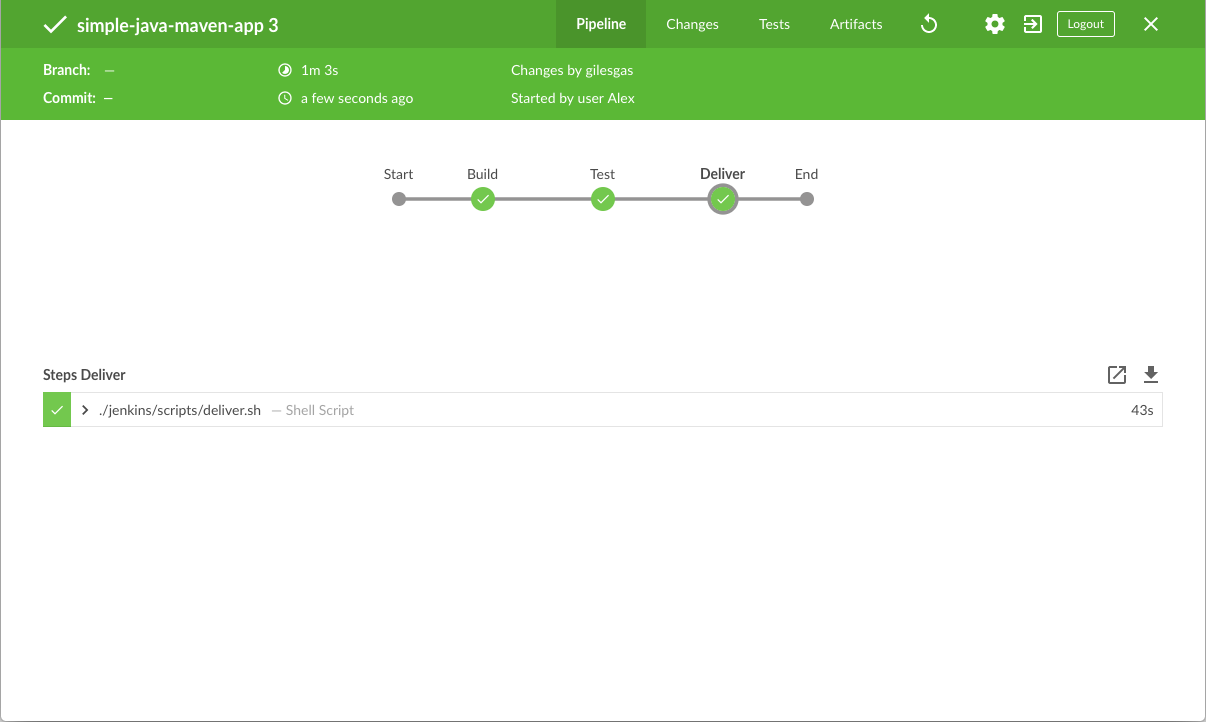 simple-java-maven-app 3 Pipeline Changes Tests Artifacts Logout
Branch: — 1m 3s Changes by gilesgas
Commit: — a few seconds ago Started by user Alex
Start Build Test Deliver End
Steps Deliver
./jenkins/scripts/deliver.sh — Shell Script 43s